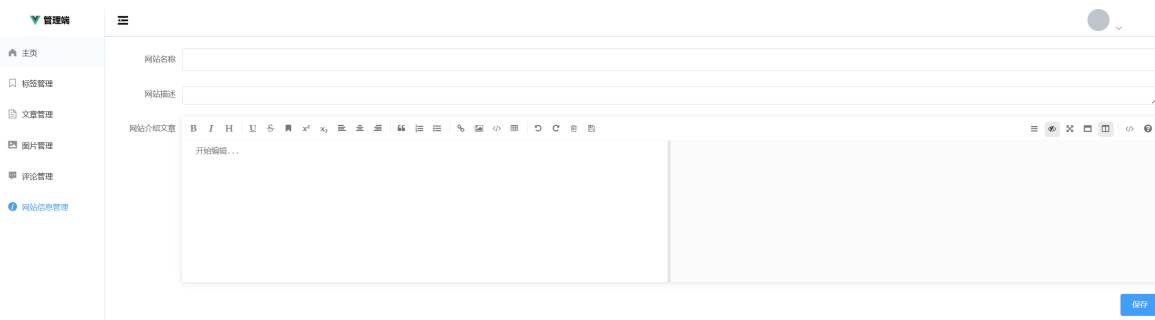 管理端
主页
标签管理
文章管理
图片管理
评论管理
网站信息管理
网站名称
网站描述
网站介绍文章
B I H U S x² x₂
开始编辑...
保存